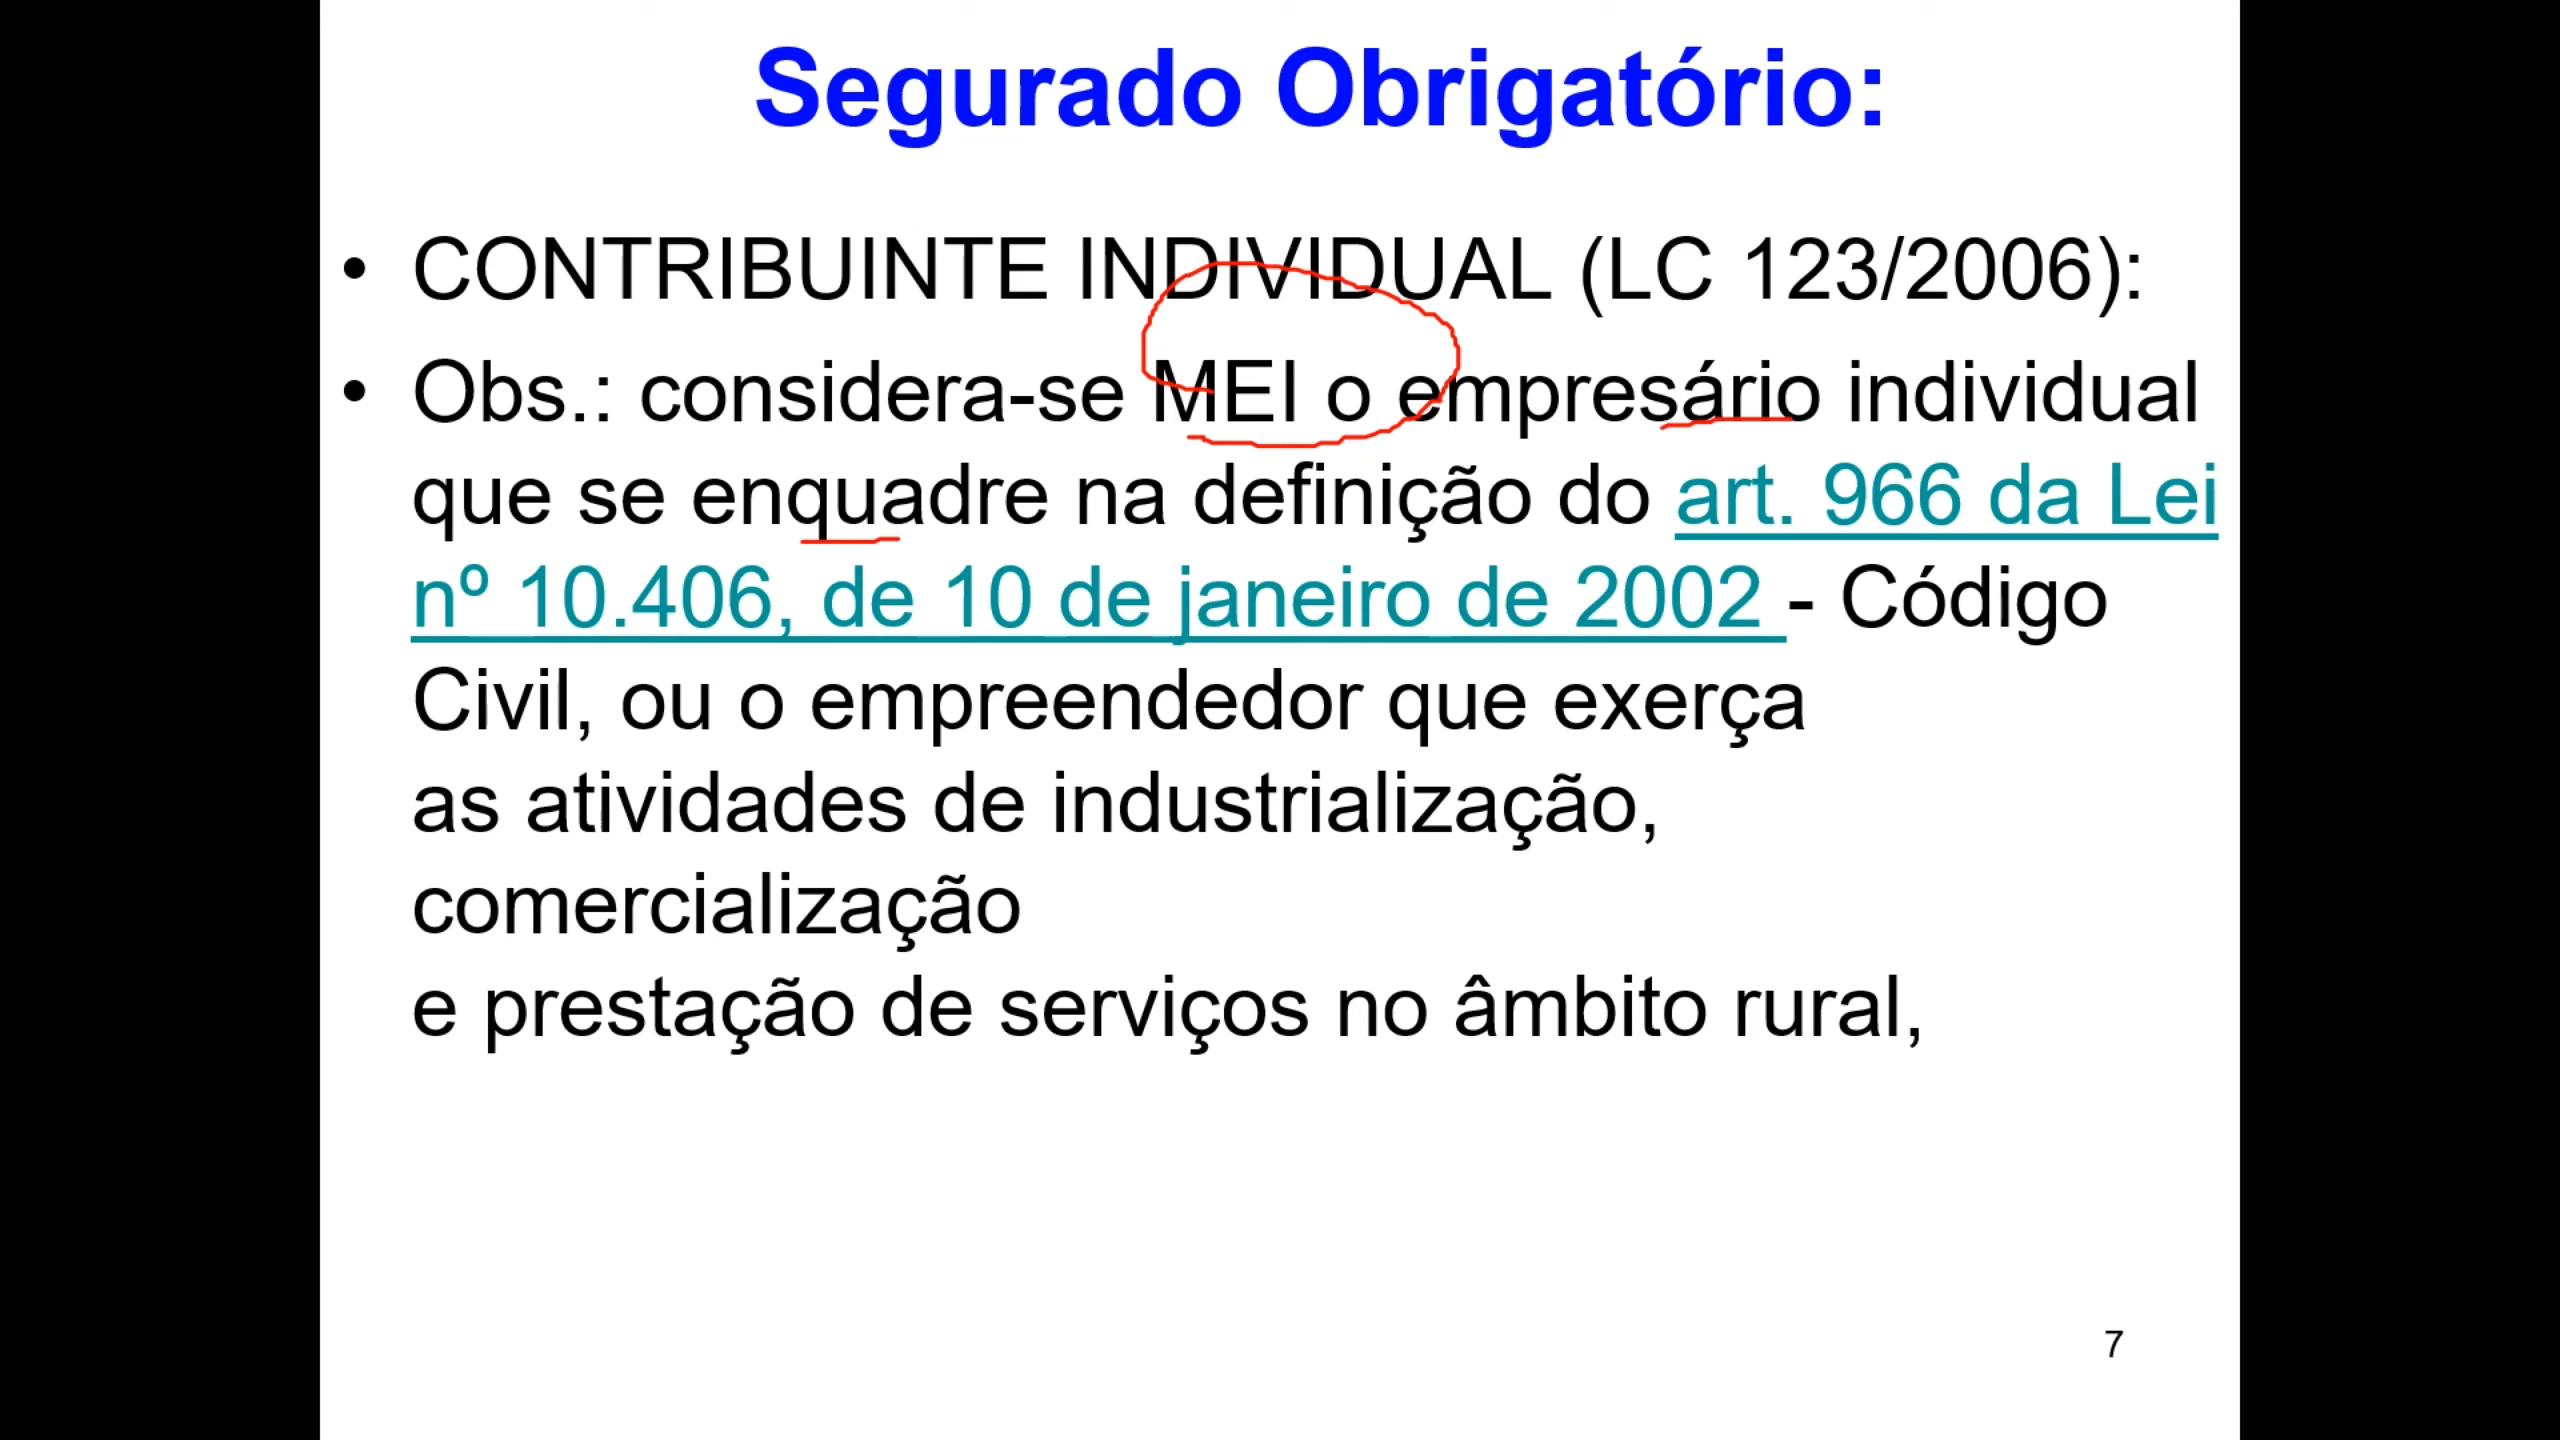 Segurado Obrigatório:
• CONTRIBUINTE INDIVIDUAL (LC 123/2006):
• Obs.: considera-se MEI o empresário individual
que se enquadre na definição do art. 966 da Lei
nº 10.406, de 10 de janeiro de 2002 - Código
Civil, ou o empreendedor que exerça
as atividades de industrialização,
comercialização
e prestação de serviços no âmbito rural,
7